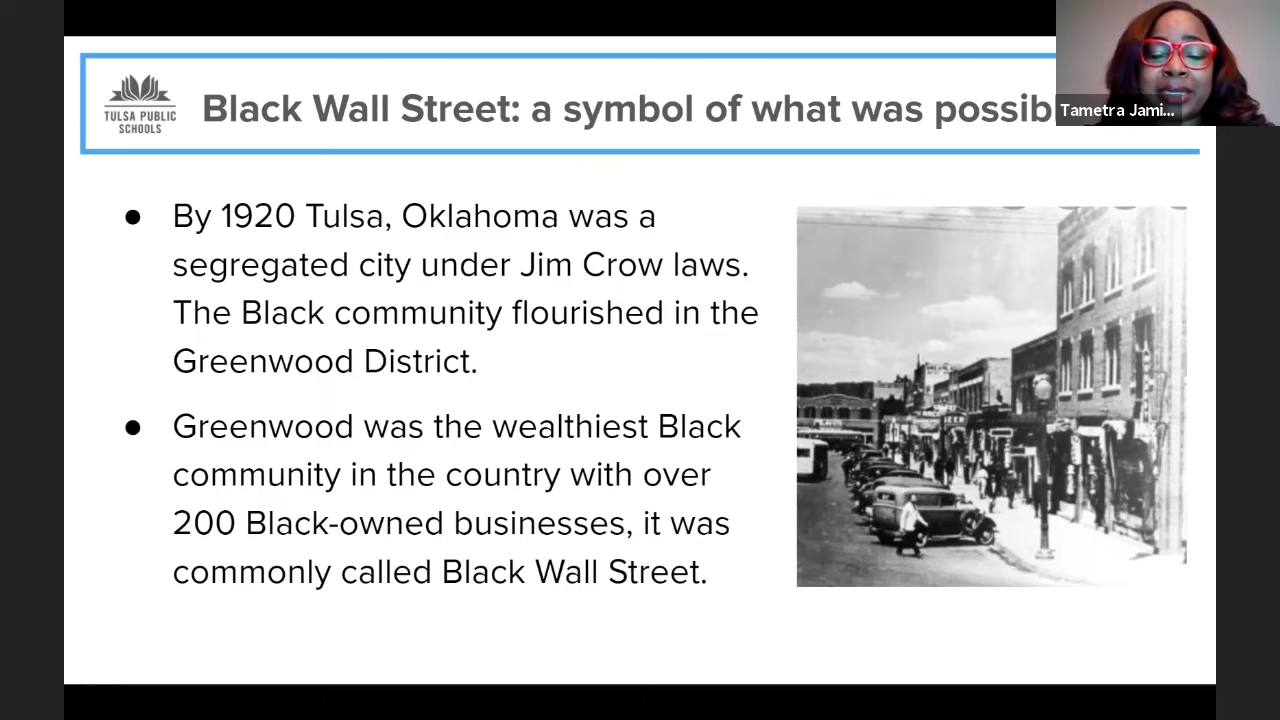 TULSA PUBLIC
SCHOOLS
Black Wall Street: a symbol of what was possib
Tametra Jami...
● By 1920 Tulsa, Oklahoma was a
segregated city under Jim Crow laws.
The Black community flourished in the
Greenwood District.
● Greenwood was the wealthiest Black
community in the country with over
200 Black-owned businesses, it was
commonly called Black Wall Street.